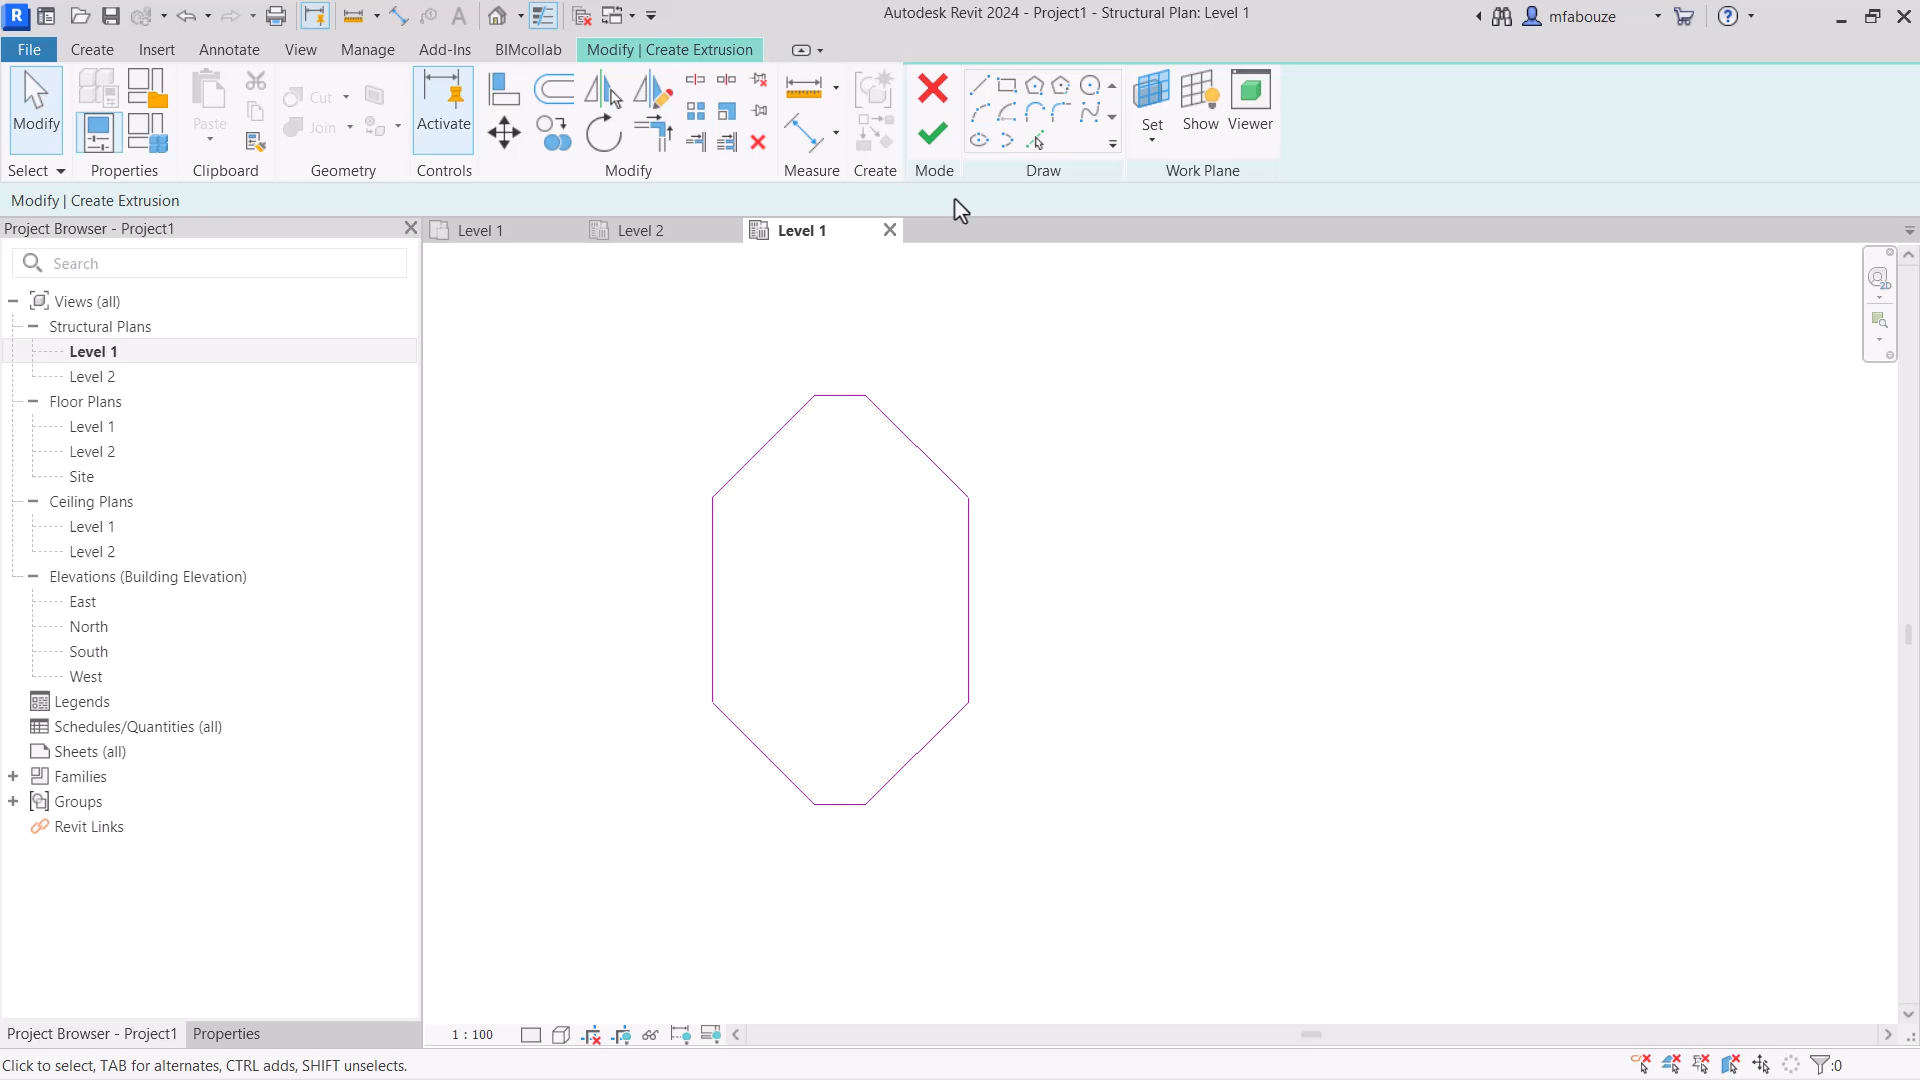 Autodesk Revit 2024 - Project1 - Structural Plan: Level 1
mfabouze
File
Create
Insert
Annotate
View
Manage
Add-Ins
BIMcollab
Modify | Create Extrusion
Modify
Paste
Cut
Join
Activate
Set
Show
Viewer
Select
Properties
Clipboard
Geometry
Controls
Modify
Measure
Create
Mode
Draw
Work Plane
Modify | Create Extrusion
Project Browser - Project1
Level 1
Level 2
Level 1
Search
Views (all)
Structural Plans
Level 1
Level 2
Floor Plans
Level 1
Level 2
Site
Ceiling Plans
Level 1
Level 2
Elevations (Building Elevation)
East
North
South
West
Legends
Schedules/Quantities (all)
Sheets (all)
Families
Groups
Revit Links
2D
Project Browser - Project1
Properties
1 : 100
Click to select, TAB for alternates, CTRL adds, SHIFT unselects.
:0